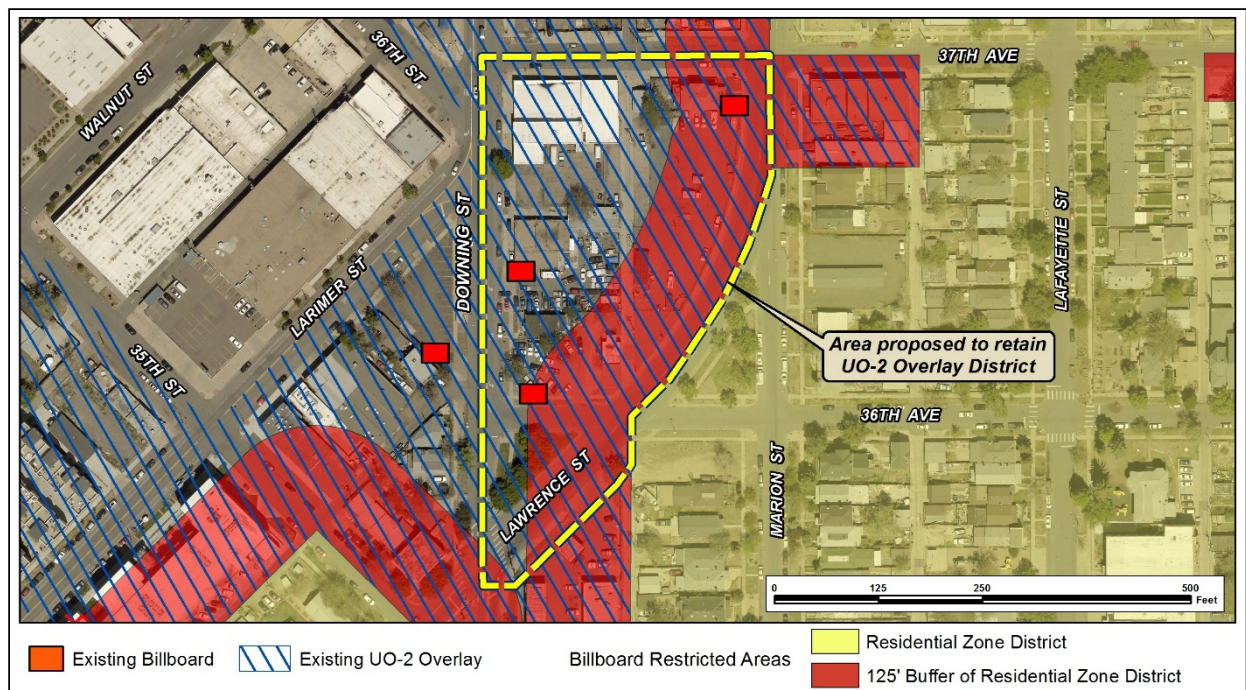 36TH ST
37TH AVE
WALNUT ST
DOWNING ST
LAFAYETTE ST
LARIMER ST
Area proposed to retain
UO-2 Overlay District
35TH ST
36TH AVE
LAWRENCE ST
MARION ST
0 125 250 500
Feet
Existing Billboard
Existing UO-2 Overlay
Billboard Restricted Areas
Residential Zone District
125' Buffer of Residential Zone District